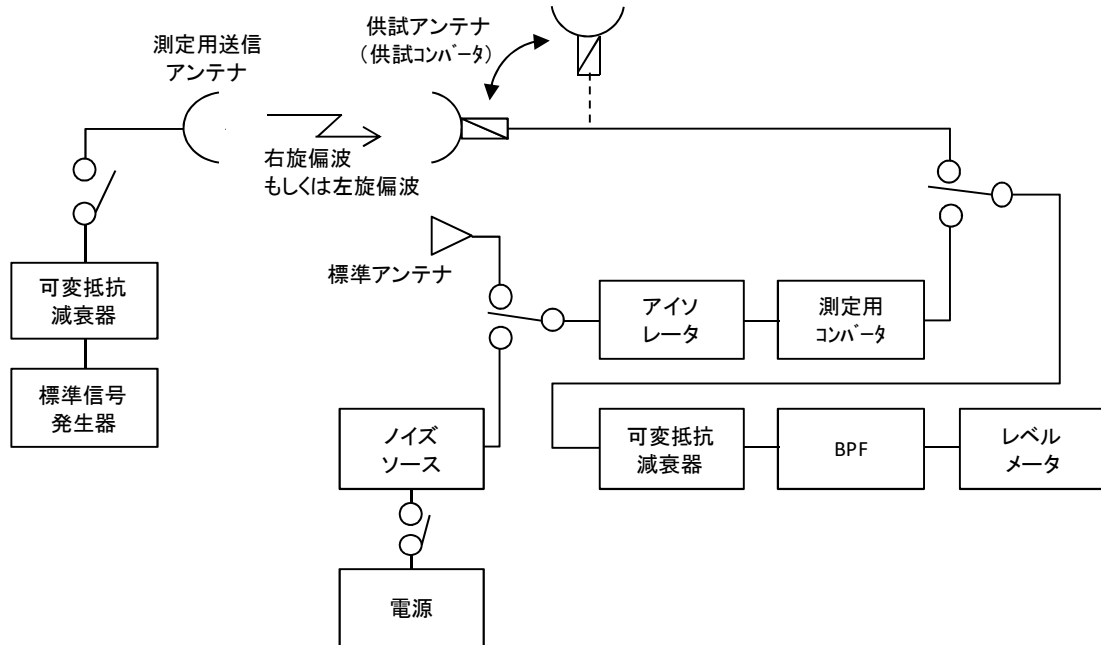 供試アンテナ
(供試コンバータ)
測定用送信
アンテナ
右旋偏波
もしくは左旋偏波
標準アンテナ
可変抵抗
減衰器
標準信号
発生器
アイソ
レータ
測定用
コンバータ
ノイズ
ソース
可変抵抗
減衰器
BPF
レベル
メータ
電源